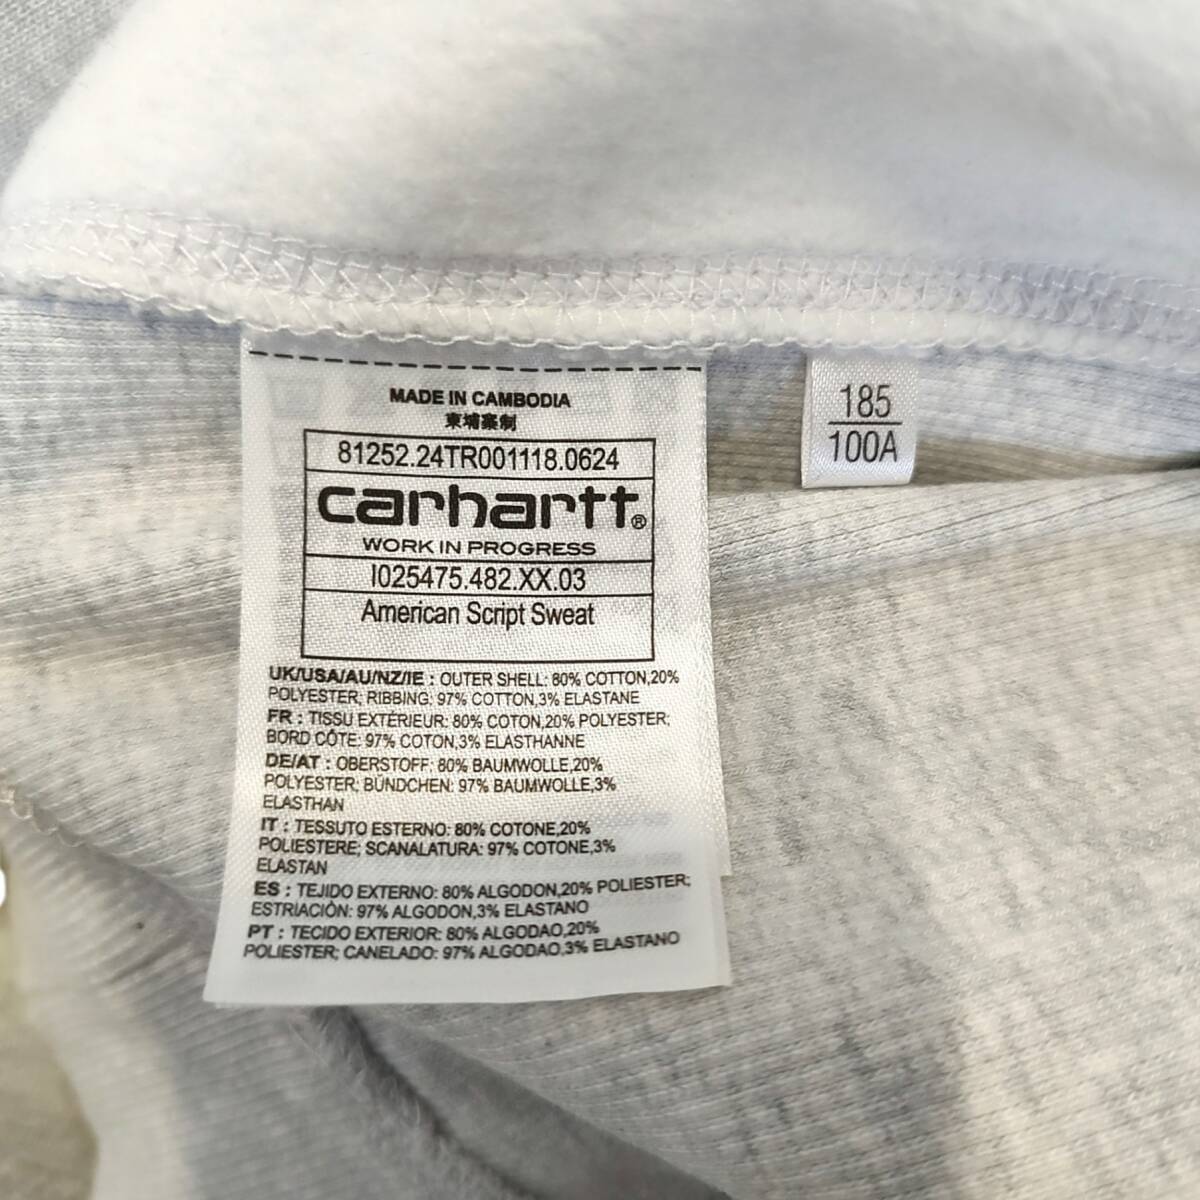 MADE IN CAMBODIA
柬埔寨制
81252.24TR001118.0624
carhartt®
WORK IN PROGRESS
I025475.482.XX.03
American Script Sweat
UK/USA/AU/NZ/IE : OUTER SHELL: 80% COTTON,20%
POLYESTER; RIBBING: 97% COTTON,3% ELASTANE
FR : TISSU EXTÉRIEUR: 80% COTON,20% POLYESTER;
BORD CÔTE: 97% COTON,3% ELASTHANNE
DE/AT : OBERSTOFF: 80% BAUMWOLLE,20%
POLYESTER; BÜNDCHEN: 97% BAUMWOLLE,3%
ELASTHAN
IT : TESSUTO ESTERNO: 80% COTONE,20%
POLIESTERE; SCANALATURA: 97% COTONE,3%
ELASTAN
ES : TEJIDO EXTERNO: 80% ALGODON,20% POLIESTER;
ESTRIACIÓN: 97% ALGODON,3% ELASTANO
PT : TECIDO EXTERIOR: 80% ALGODAO,20%
POLIESTER; CANELADO: 97% ALGODAO,3% ELASTANO
185
100A